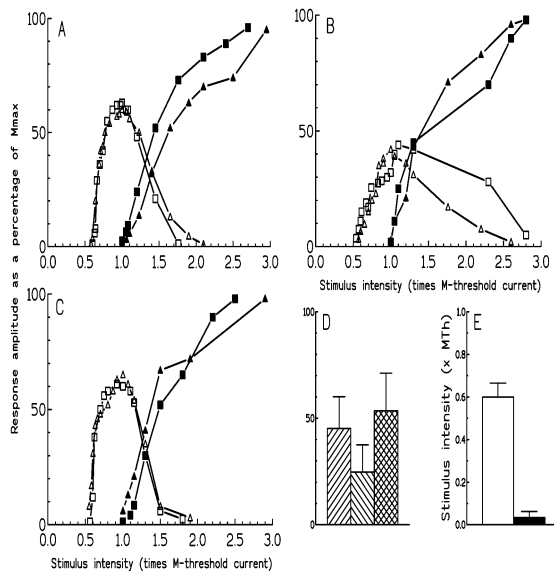 Response amplitude as a percentage of Mmax
A
100
50
0
0.0 0.5 1.0 1.5 2.0 2.5 3.0
B
100
50
0
0.0 0.5 1.0 1.5 2.0 2.5 3.0
Stimulus intensity (times M-threshold current)
C
100
50
0
0.0 0.5 1.0 1.5 2.0 2.5 3.0
Stimulus intensity (times M-threshold current)
D
100
50
0
E
Stimulus intensity (x MTh)
1.0
0.8
0.6
0.4
0.2
0.0